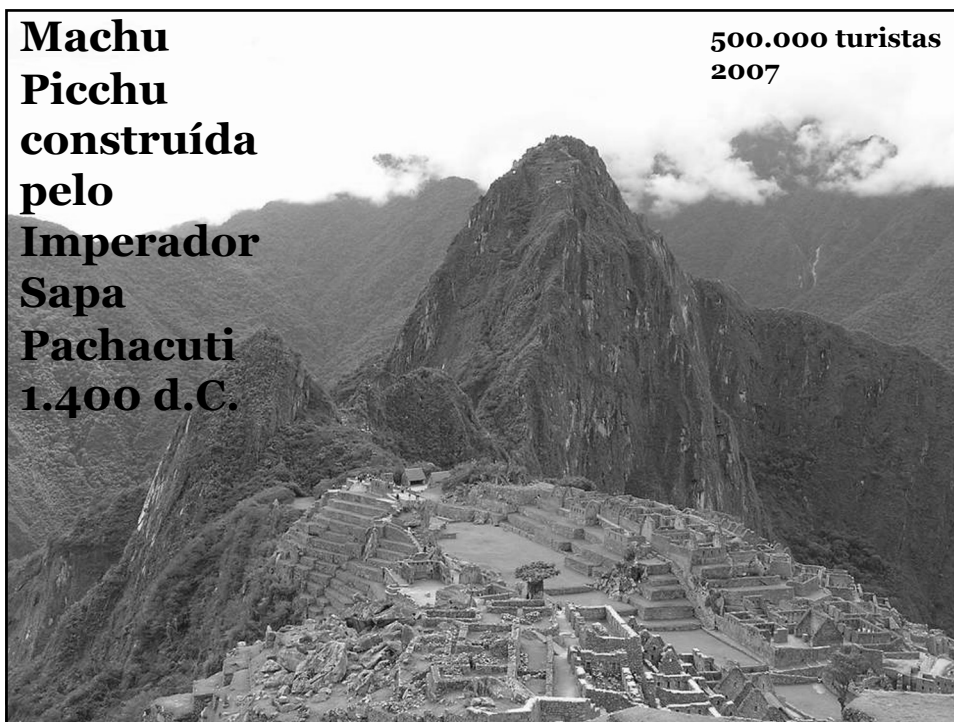 Machu
Picchu
construída
pelo
Imperador
Sapa
Pachacuti
1.400 d.C.
500.000 turistas
2007